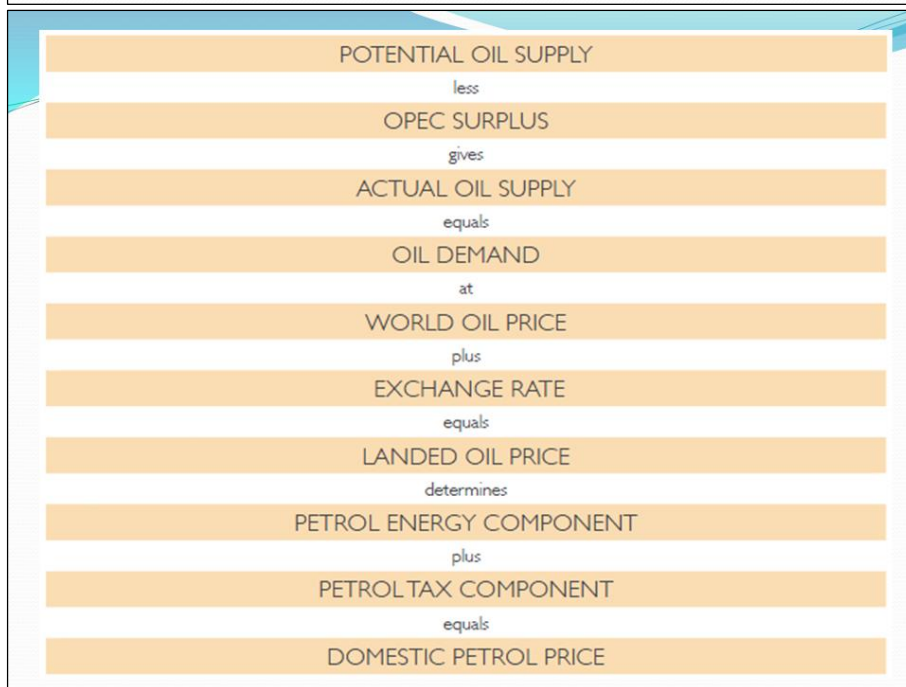 POTENTIAL OIL SUPPLY
less
OPEC SURPLUS
gives
ACTUAL OIL SUPPLY
equals
OIL DEMAND
at
WORLD OIL PRICE
plus
EXCHANGE RATE
equals
LANDED OIL PRICE
determines
PETROL ENERGY COMPONENT
plus
PETROL TAX COMPONENT
equals
DOMESTIC PETROL PRICE